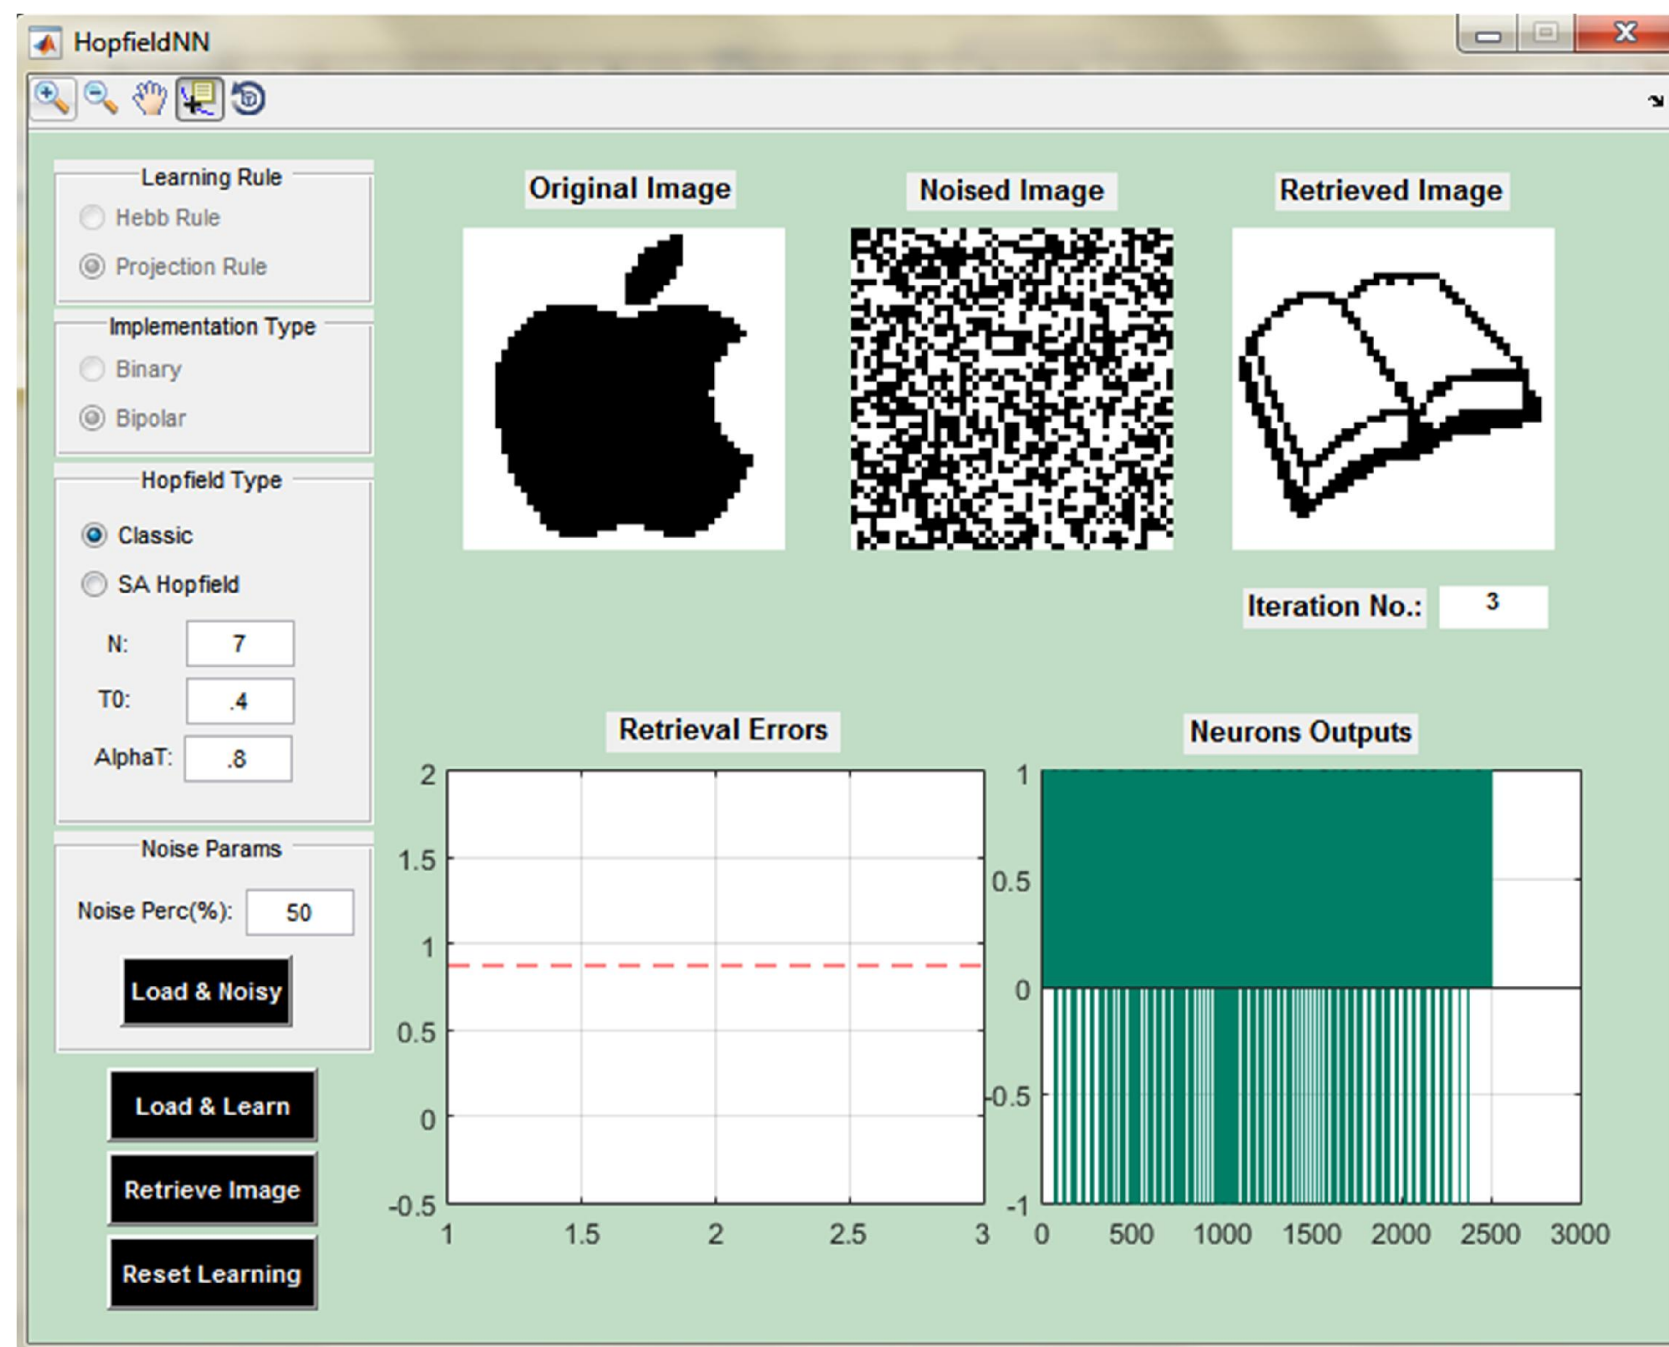 HopfieldNN
Learning Rule
Hebb Rule
Projection Rule
Implementation Type
Binary
Bipolar
Hopfield Type
Classic
SA Hopfield
N: 7
T0: .4
AlphaT: .8
Noise Params
Noise Perc(%): 50
Load & Noisy
Load & Learn
Retrieve Image
Reset Learning
Original Image
Noised Image
Retrieved Image
Iteration No.: 3
Retrieval Errors
2
1.5
1
0.5
0
-0.5
1 1.5 2 2.5 3
Neurons Outputs
1
0.5
0
-0.5
-1
0 500 1000 1500 2000 2500 3000